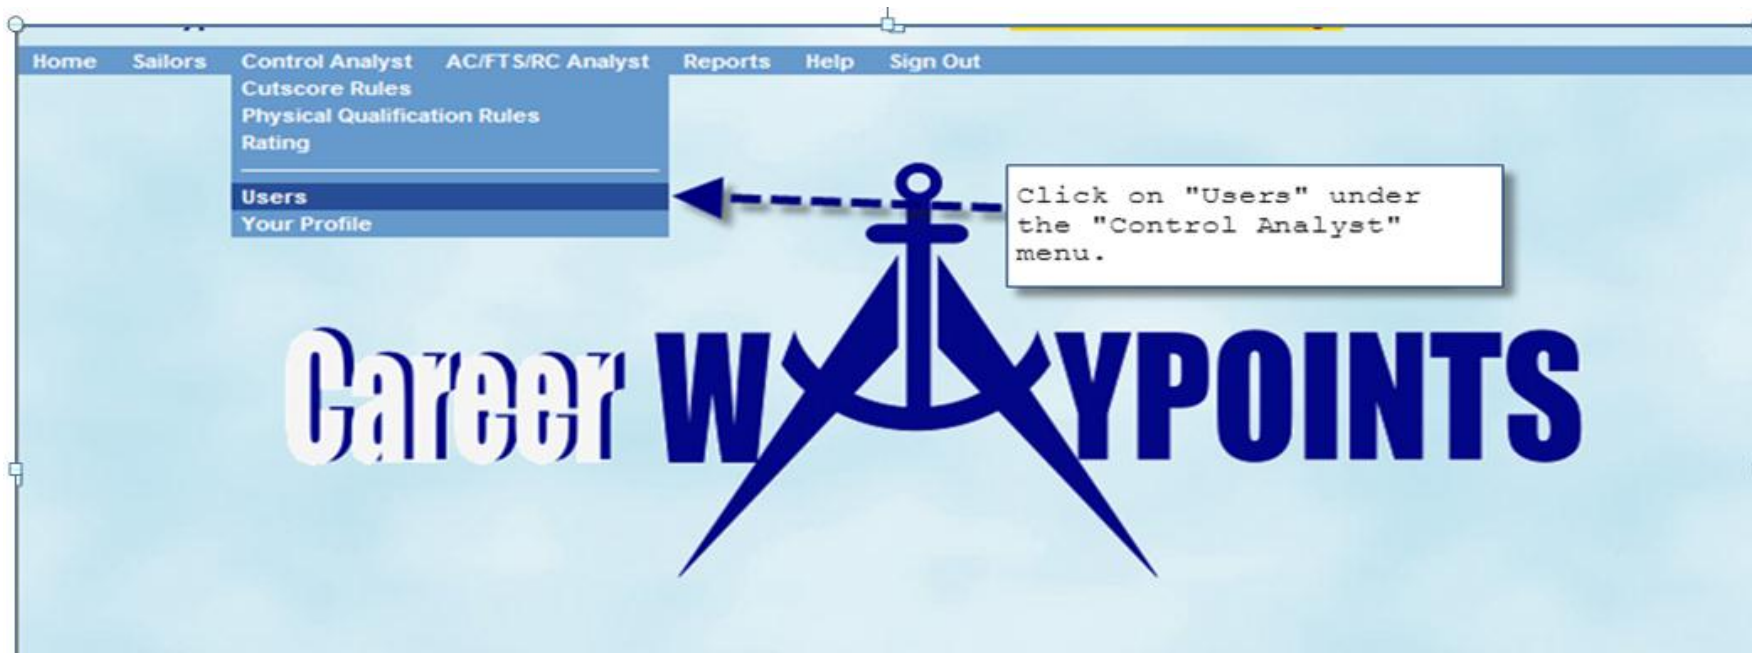 Home Sailors Control Analyst AC/FTS/RC Analyst Reports Help Sign Out
Cutscore Rules
Physical Qualification Rules
Rating
Users
Your Profile
Click on "Users" under
the "Control Analyst"
menu.
Career WAYPOINTS